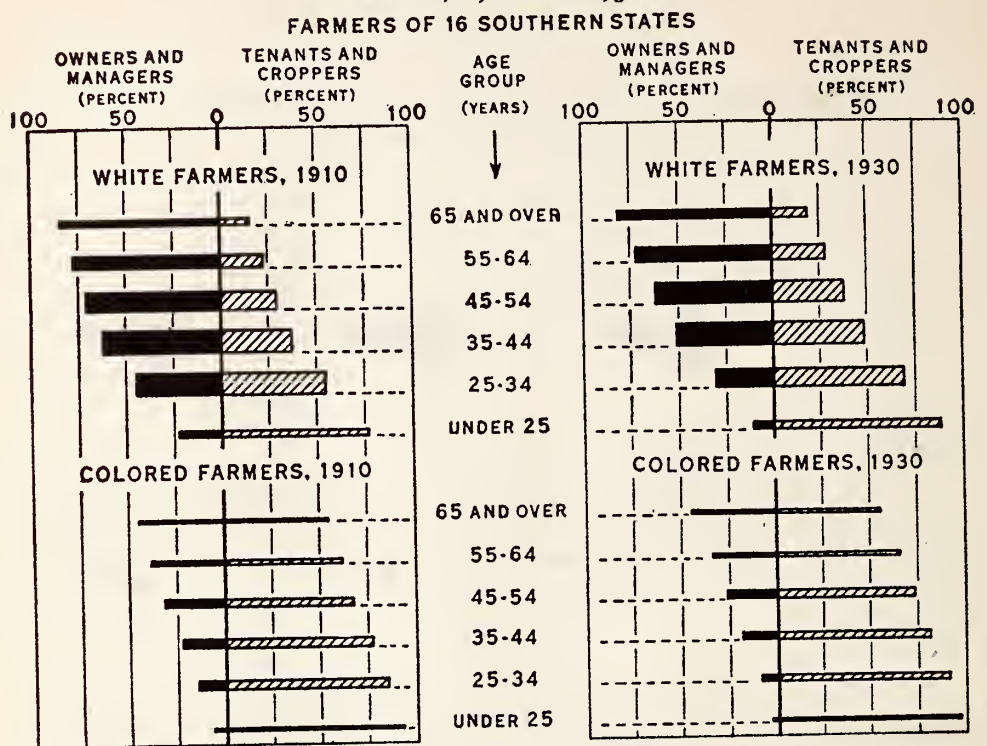 FARMERS OF 16 SOUTHERN STATES
OWNERS AND
MANAGERS
(PERCENT)
TENANTS AND
CROPPERS
(PERCENT)
AGE
GROUP
(YEARS)
OWNERS AND
MANAGERS
(PERCENT)
TENANTS AND
CROPPERS
(PERCENT)
100 50 0 50 100
100 50 0 50 100
WHITE FARMERS, 1910
WHITE FARMERS, 1930
65 AND OVER
55-64
45-54
35-44
25-34
UNDER 25
COLORED FARMERS, 1910
COLORED FARMERS, 1930
65 AND OVER
55-64
45-54
35-44
25-34
UNDER 25